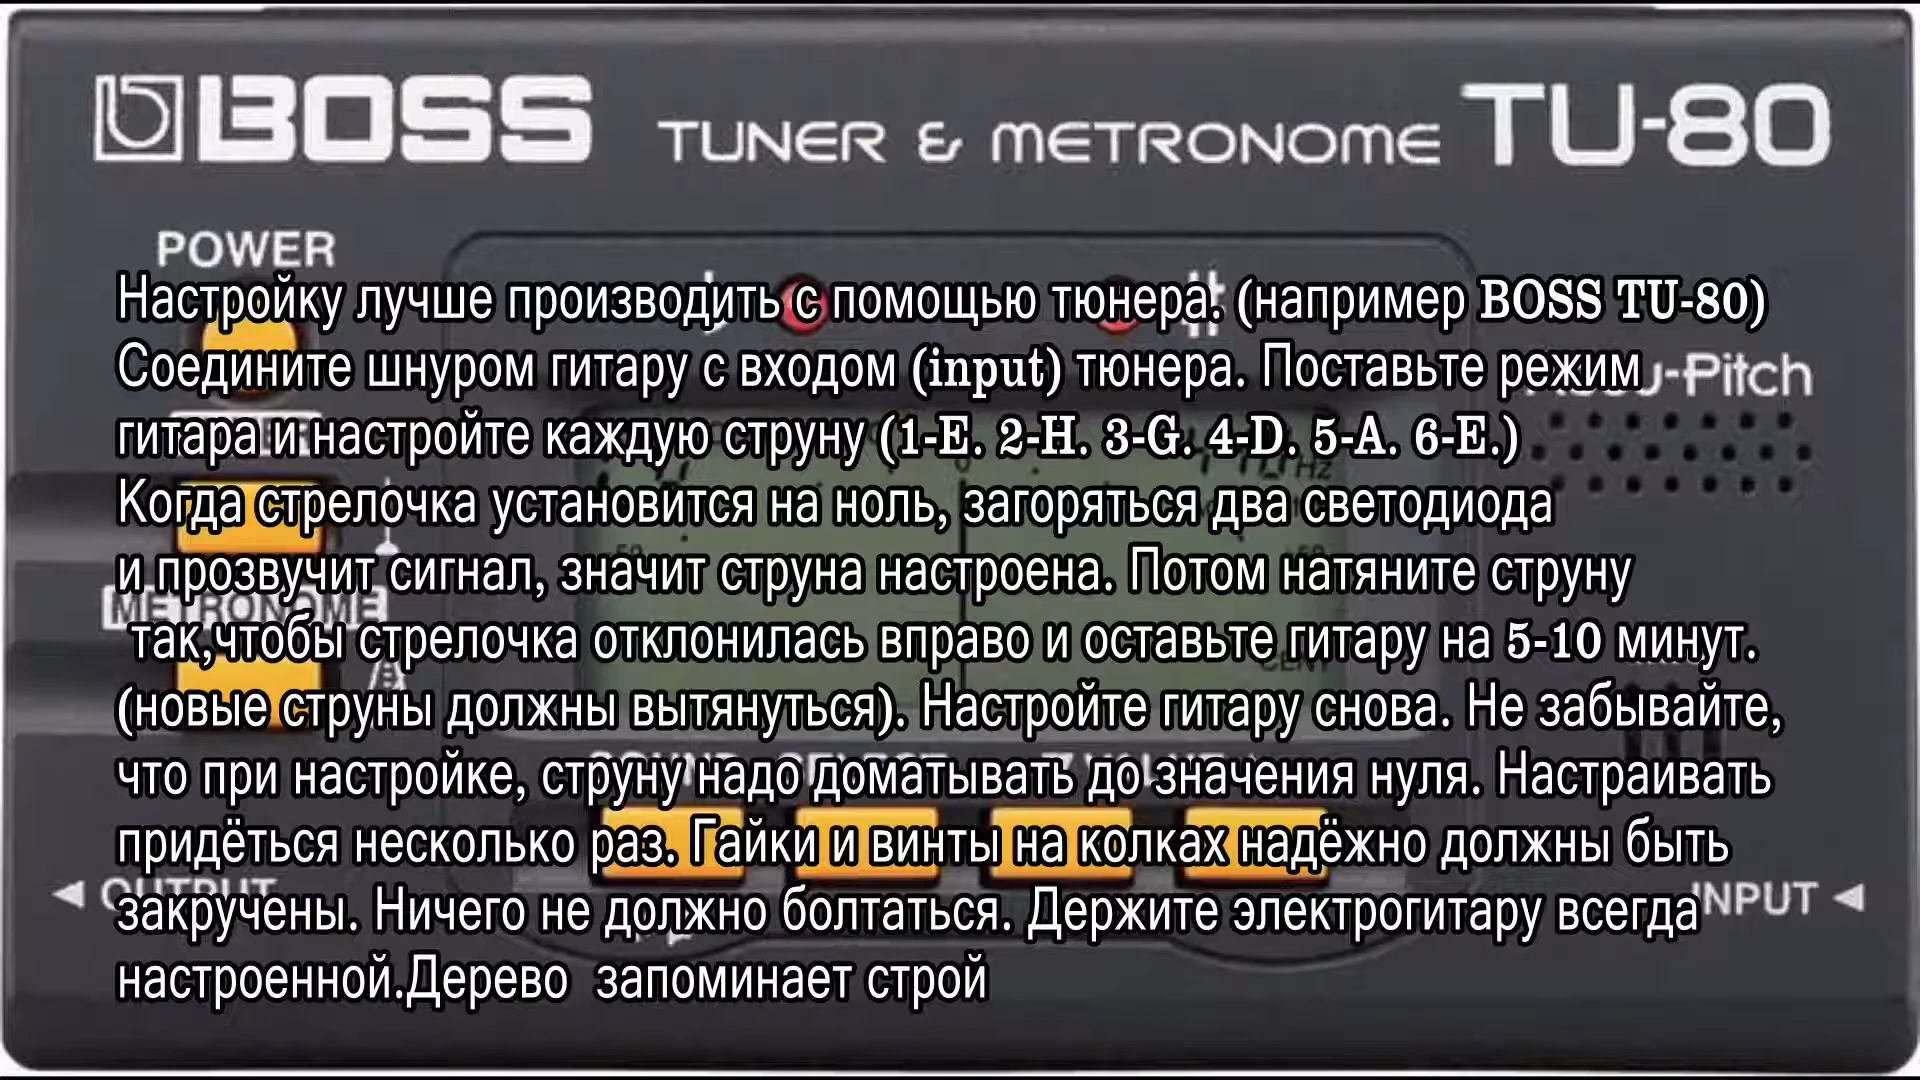 BOSS TUNER & METRONOME TU-80
POWER
Настройку лучше производить с помощью тюнера. (например BOSS TU-80)
Соедините шнуром гитару с входом (input) тюнера. Поставьте режим
гитара и настройте каждую струну (1-E. 2-H. 3-G. 4-D. 5-A. 6-E.)
Когда стрелочка установится на ноль, загоряться два светодиода
и прозвучит сигнал, значит струна настроена. Потом натяните струну
METRONOME
так,чтобы стрелочка отклонилась вправо и оставьте гитару на 5-10 минут.
(новые струны должны вытянуться). Настройте гитару снова. Не забывайте,
что при настройке, струну надо доматывать до значения нуля. Настраивать
придёться несколько раз. Гайки и винты на колках надёжно должны быть
OUTPUT
INPUT
закручены. Ничего не должно болтаться. Держите электрогитару всегда
настроенной.Дерево запоминает строй